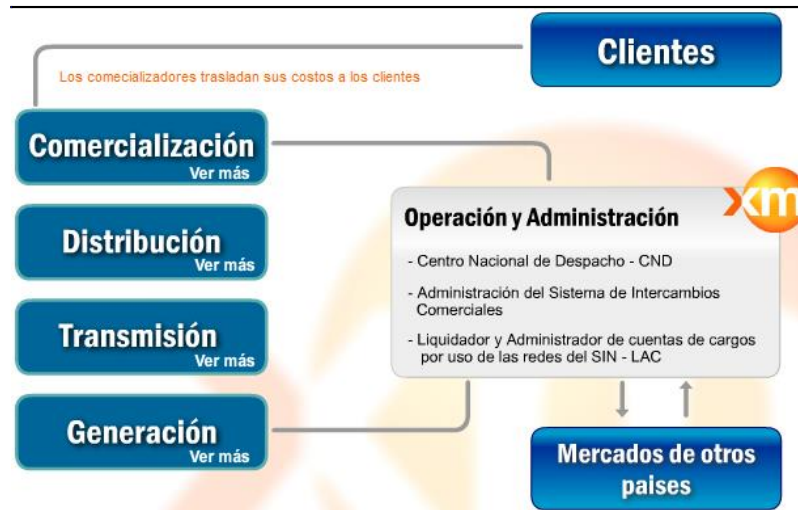 Clientes
Los comecializadores trasladan sus costos a los clientes
Comercialización
Ver más
Distribución
Ver más
Transmisión
Ver más
Generación
Ver más
xm
Operación y Administración
- Centro Nacional de Despacho - CND
- Administración del Sistema de Intercambios
Comerciales
- Liquidador y Administrador de cuentas de cargos
por uso de las redes del SIN - LAC
Mercados de otros
paises